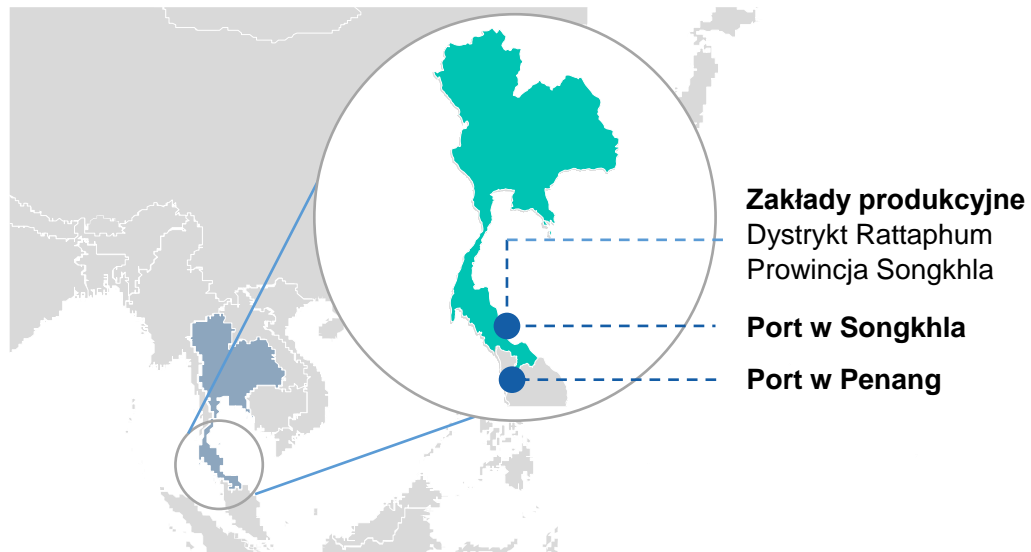 Zakłady produkcyjne
Dystrykt Rattaphum
Prowincja Songkhla
Port w Songkhla
Port w Penang